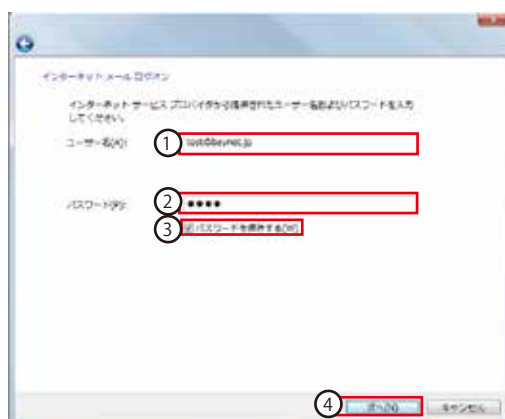 インターネット メール ログオン
インターネット サービス プロバイダから提供されたユーザー名およびパスワードを入力
してください。
ユーザー名(A): ① test@baynet.jp
パスワード(P): ② ●●●●
③ パスワードを保存する(W)
④ 次へ(N) キャンセル